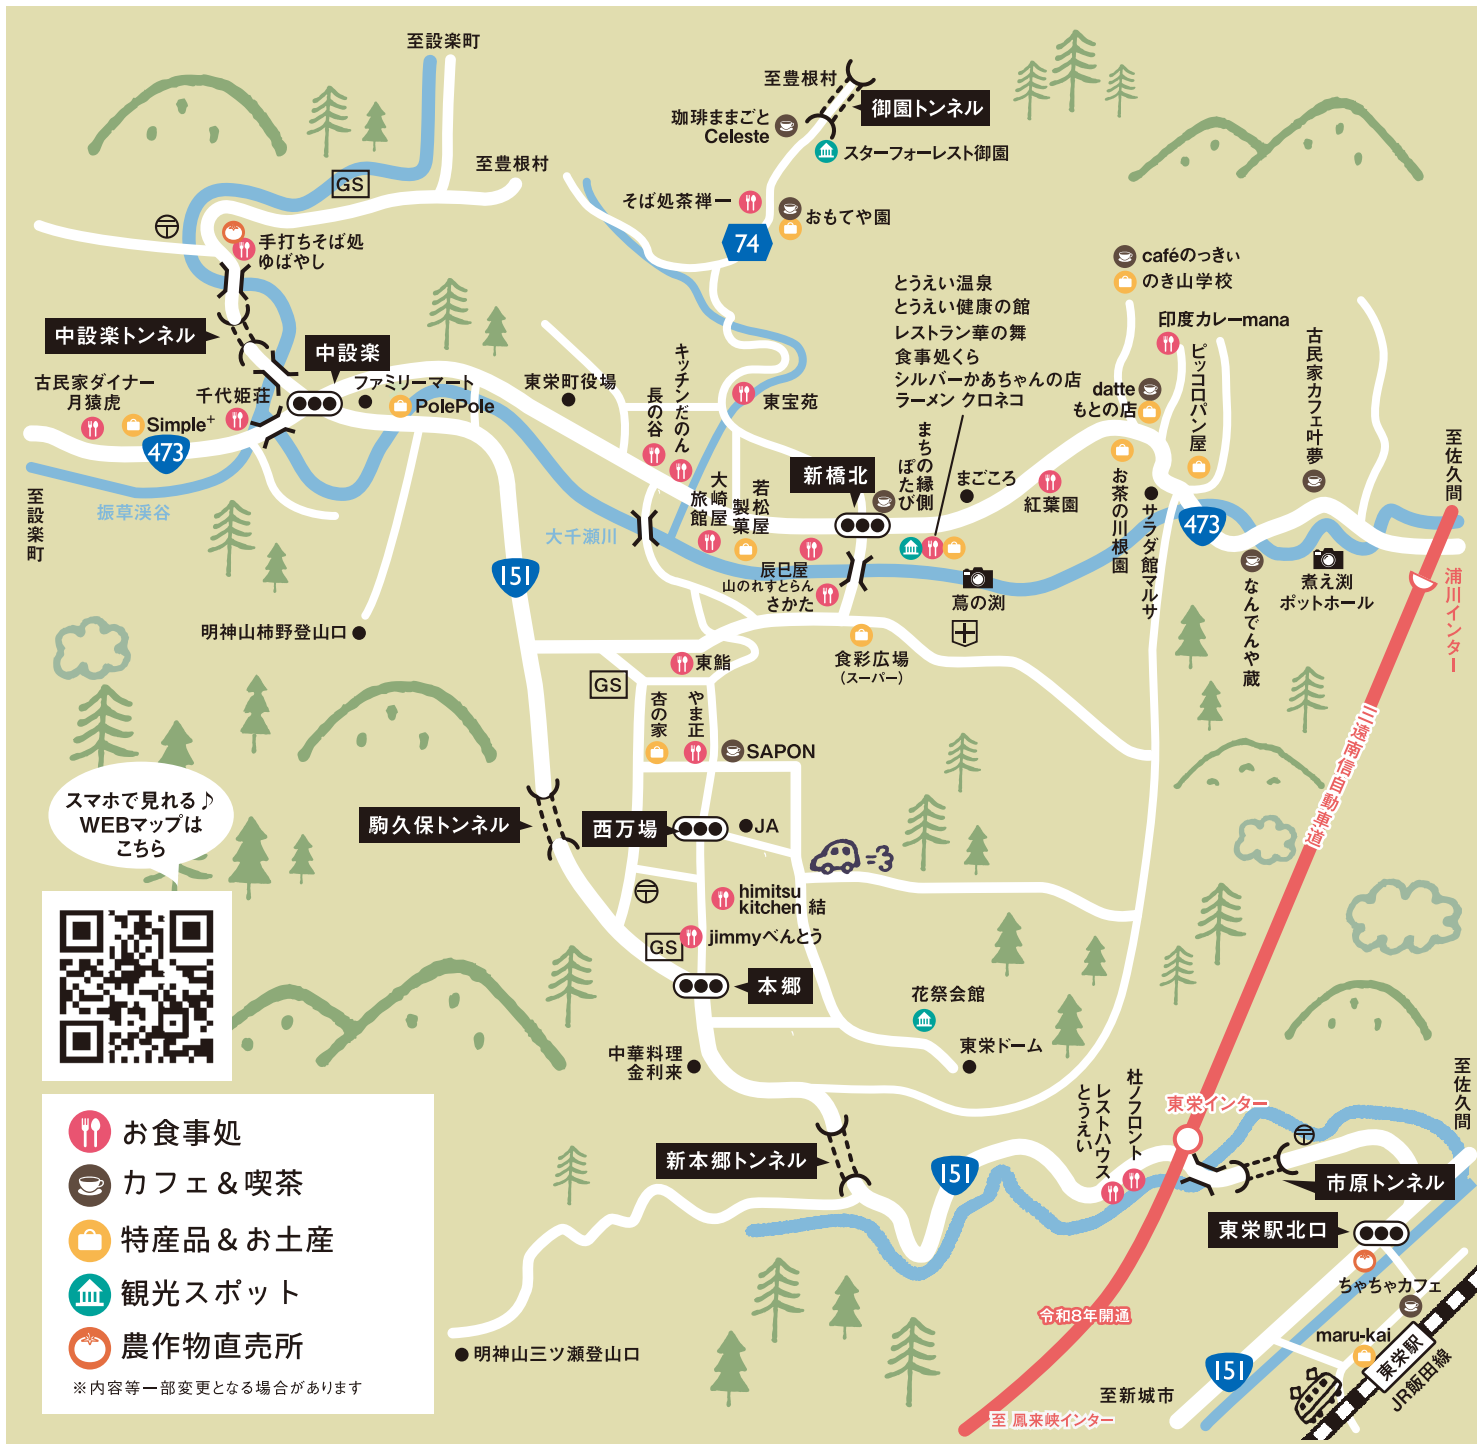 至設楽町
至豊根村
御園トンネル
珈琲ままごと
Celeste
スターフォーレスト御園
至豊根村
GS
そば処茶禅一
おもてや園
74
手打ちそば処
ゆばやし
caféのっきぃ
のき山学校
とうえい温泉
とうえい健康の館
レストラン華の舞
食事処くら
シルバーかあちゃんの店
ラーメン クロネコ
印度カレーmana
中設楽トンネル
中設楽
古民家ダイナー
月猿虎
Simple+
千代姫荘
ファミリーマート
PolePole
東栄町役場
キッチンだのん
長の谷
東宝苑
datte
もとの店
ピッコロパン屋
古民家カフェ叶夢
473
至設楽町
振草渓谷
大千瀬川
大崎屋
旅館
若松屋
製菓
新橋北
まちの縁側
ぽたび
まごころ
紅葉園
お茶の川根園
サラダ館マルサ
473
至佐久間
浦川インター
辰巳屋
山のれすとらん
さかた
蔦の渕
なんでんや蔵
煮え渕
ポットホール
151
明神山柿野登山口
食彩広場
(スーパー)
東鮨
GS
杏の家
やま正
SAPON
三遠南信自動車道
スマホで見れる♪
WEBマップは
こちら
駒久保トンネル
西万場
JA
himitsu
kitchen 結
jimmyべんとう
GS
本郷
花祭会館
東栄ドーム
中華料理
金利来
新本郷トンネル
151
レストハウス
とうえい
杜ノフロント
東栄インター
至佐久間
市原トンネル
東栄駅北口
ちゃちゃカフェ
maru-kai
東栄駅
JR飯田線
151
至新城市
令和8年開通
至 鳳来峡インター
明神山三ツ瀬登山口
お食事処
カフェ&喫茶
特産品&お土産
観光スポット
農作物直売所
※内容等一部変更となる場合があります